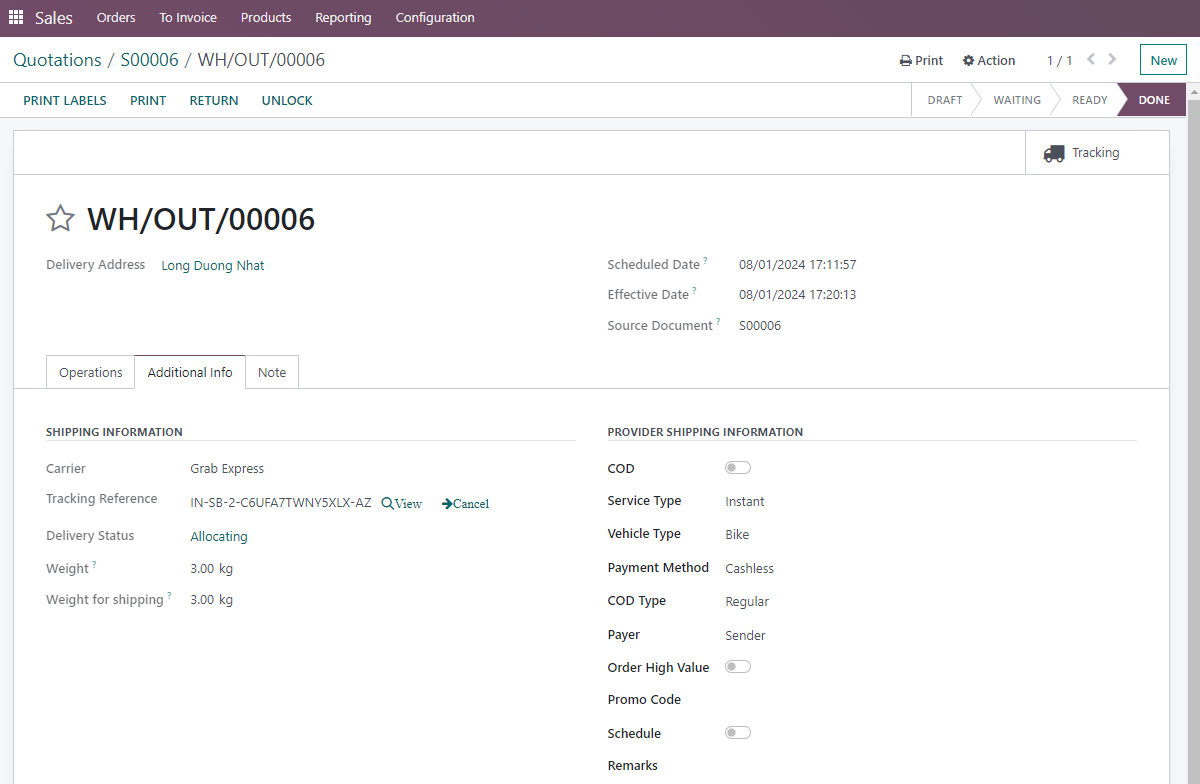 Sales Orders To Invoice Products Reporting Configuration
Quotations / S00006 / WH/OUT/00006 Print Action 1 / 1 New
PRINT LABELS PRINT RETURN UNLOCK DRAFT WAITING READY DONE
Tracking
WH/OUT/00006
Delivery Address Long Duong Nhat
Scheduled Date ? 08/01/2024 17:11:57
Effective Date ? 08/01/2024 17:20:13
Source Document ? S00006
Operations Additional Info Note
SHIPPING INFORMATION
Carrier Grab Express
Tracking Reference IN-SB-2-C6UFA7TWNY5XLX-AZ View Cancel
Delivery Status Allocating
Weight ? 3.00 kg
Weight for shipping ? 3.00 kg
PROVIDER SHIPPING INFORMATION
COD
Service Type Instant
Vehicle Type Bike
Payment Method Cashless
COD Type Regular
Payer Sender
Order High Value
Promo Code
Schedule
Remarks